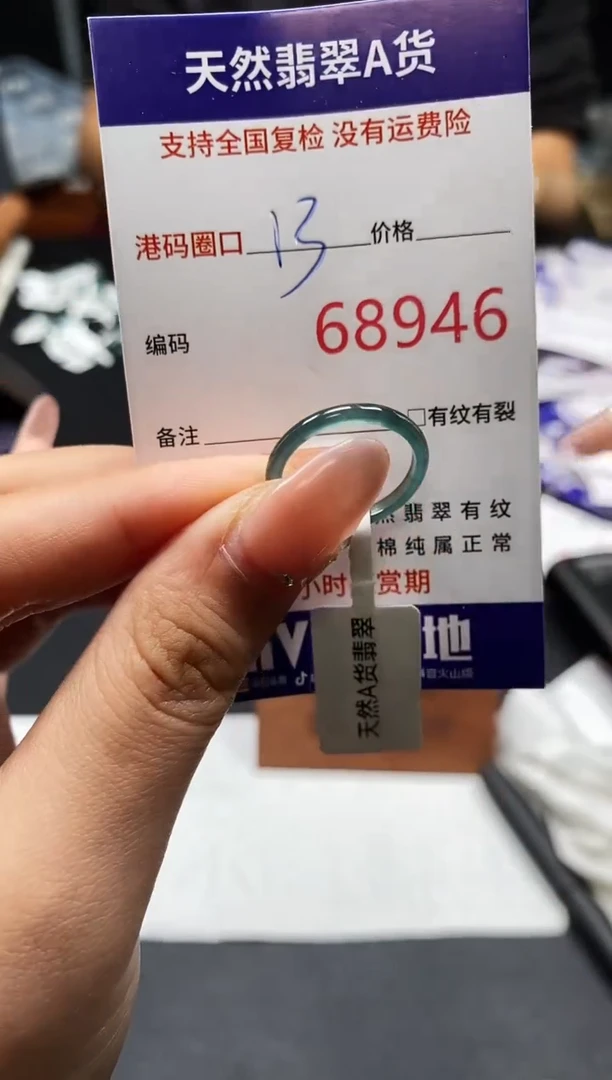 天然翡翠A货
支持全国复检 没有运费险
港码圈口 13 价格
编码 68946
备注 □有纹有裂
翡翠有纹
棉纯属正常
小时 赏期
地
天然A货翡翠